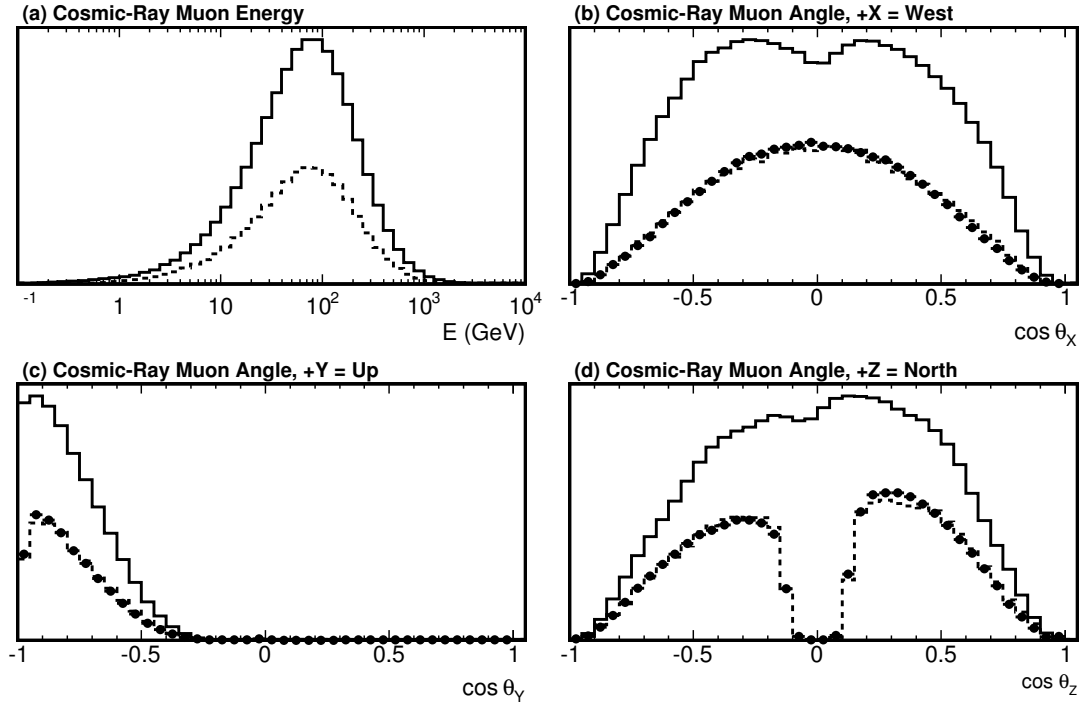 (a) Cosmic-Ray Muon Energy
-1 1 10 10² 10³ 10⁴
E (GeV)
(b) Cosmic-Ray Muon Angle, +X = West
-1 -0.5 0 0.5 1
cos θX
(c) Cosmic-Ray Muon Angle, +Y = Up
-1 -0.5 0 0.5 1
cos θY
(d) Cosmic-Ray Muon Angle, +Z = North
-1 -0.5 0 0.5 1
cos θZ